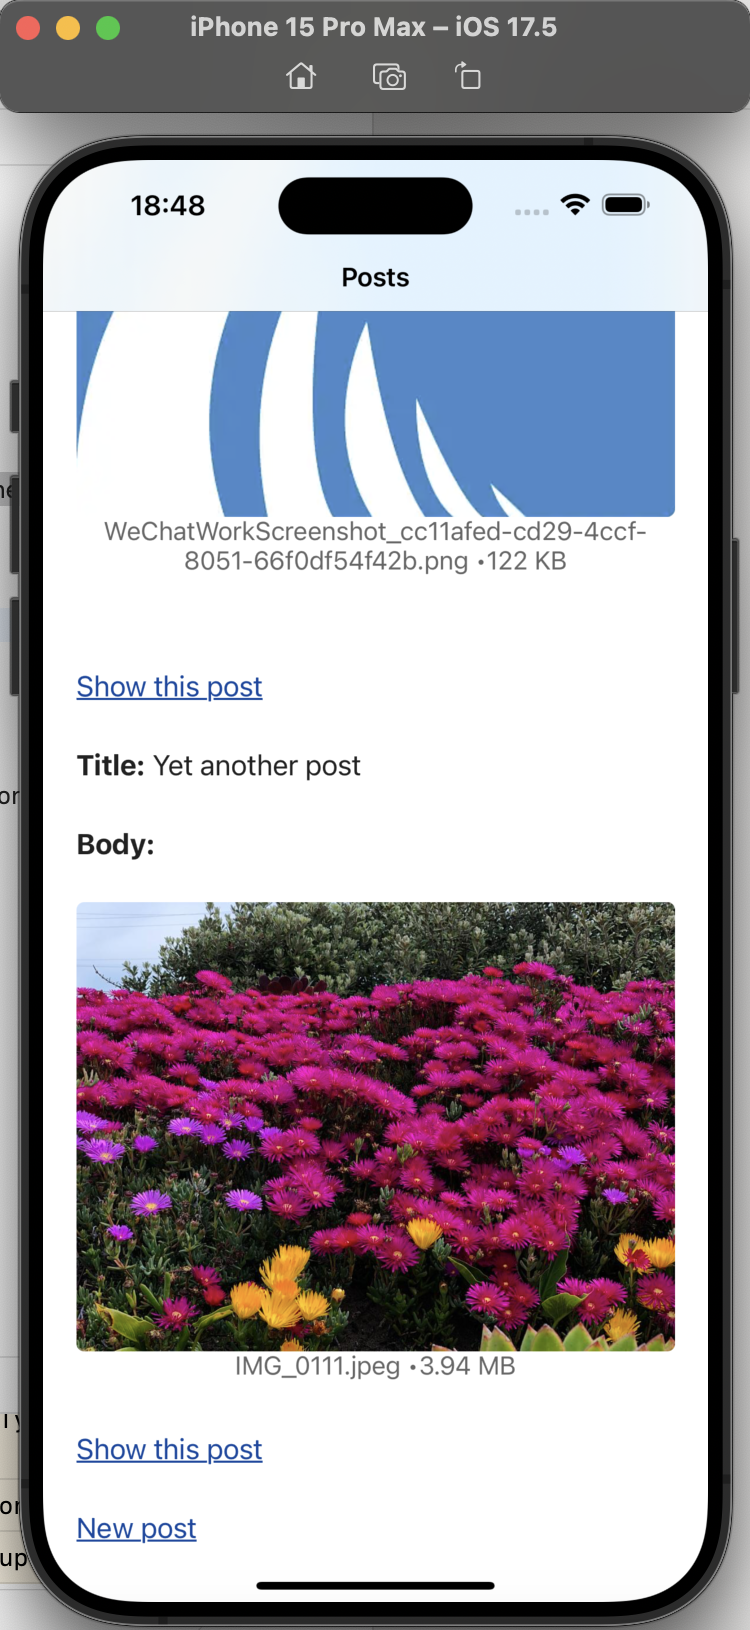 iPhone 15 Pro Max – iOS 17.5
18:48
Posts
WeChatWorkScreenshot_cc11afed-cd29-4ccf-
8051-66f0df54f42b.png •122 KB
Show this post
Title: Yet another post
Body:
IMG_0111.jpeg •3.94 MB
Show this post
New post